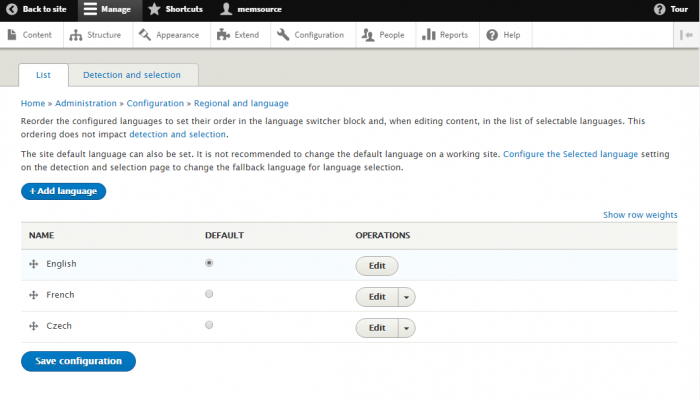 Back to site Manage Shortcuts memsource Tour
Content Structure Appearance Extend Configuration People Reports Help
List Detection and selection
Home » Administration » Configuration » Regional and language
Reorder the configured languages to set their order in the language switcher block and, when editing content, in the list of selectable languages. This
ordering does not impact detection and selection.
The site default language can also be set. It is not recommended to change the default language on a working site. Configure the Selected language setting
on the detection and selection page to change the fallback language for language selection.
+ Add language
Show row weights
NAME DEFAULT OPERATIONS
English Edit
French Edit
Czech Edit
Save configuration